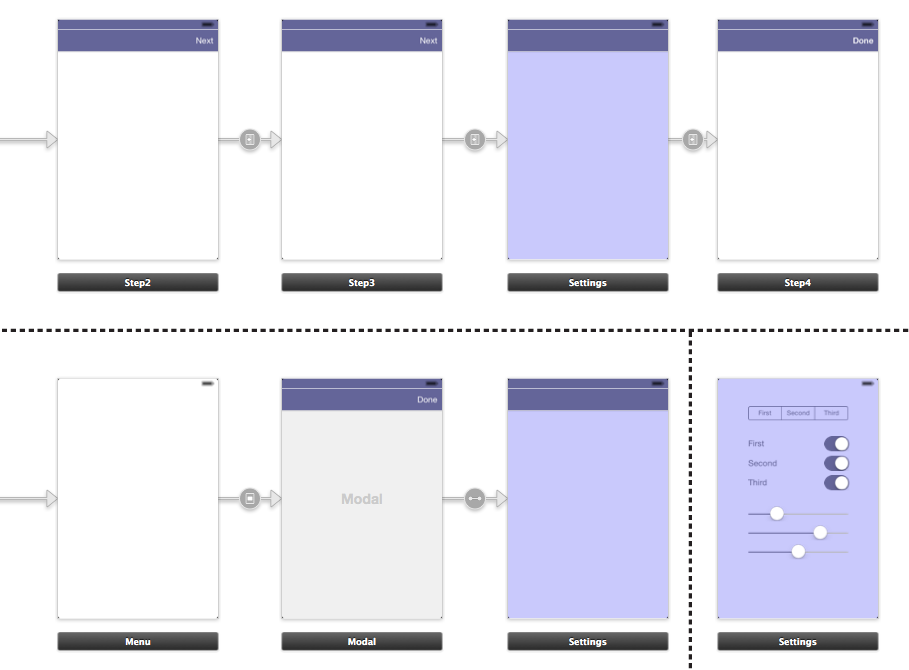 Next
Next
Done
Step2
Step3
Settings
Step4
Done
First Second Third
First
Second
Third
Modal
Menu
Modal
Settings
Settings